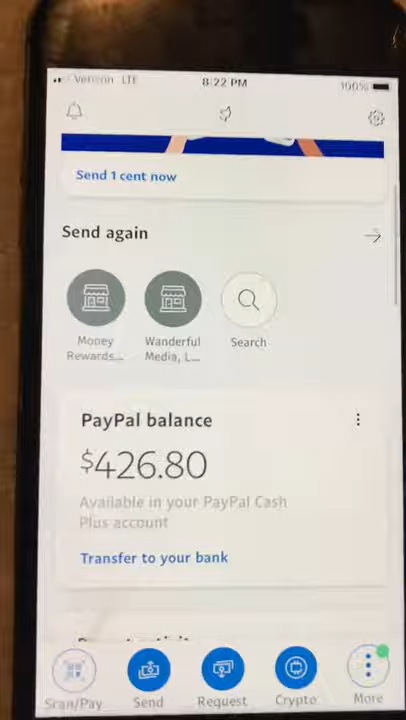 Verizon LTE 8:22 PM 100%
Send 1 cent now
Send again
Money
Rewards...
Wanderful
Media, L...
Search
PayPal balance
$426.80
Available in your PayPal Cash
Plus account
Transfer to your bank
Scan/Pay
Send
Request
Crypto
More